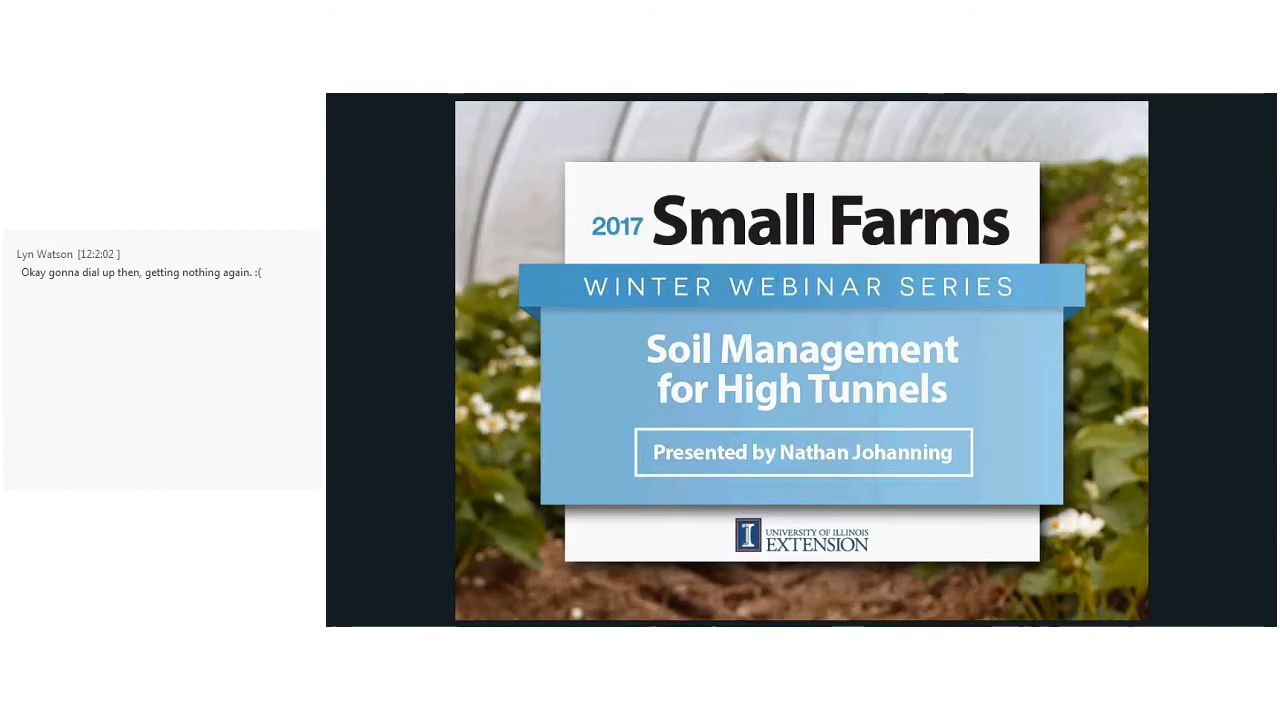 Lyn Watson [12:2:02 ]
Okay gonna dial up then, getting nothing again. :(
2017 Small Farms
WINTER WEBINAR SERIES
Soil Management
for High Tunnels
Presented by Nathan Johanning
I
UNIVERSITY OF ILLINOIS
EXTENSION